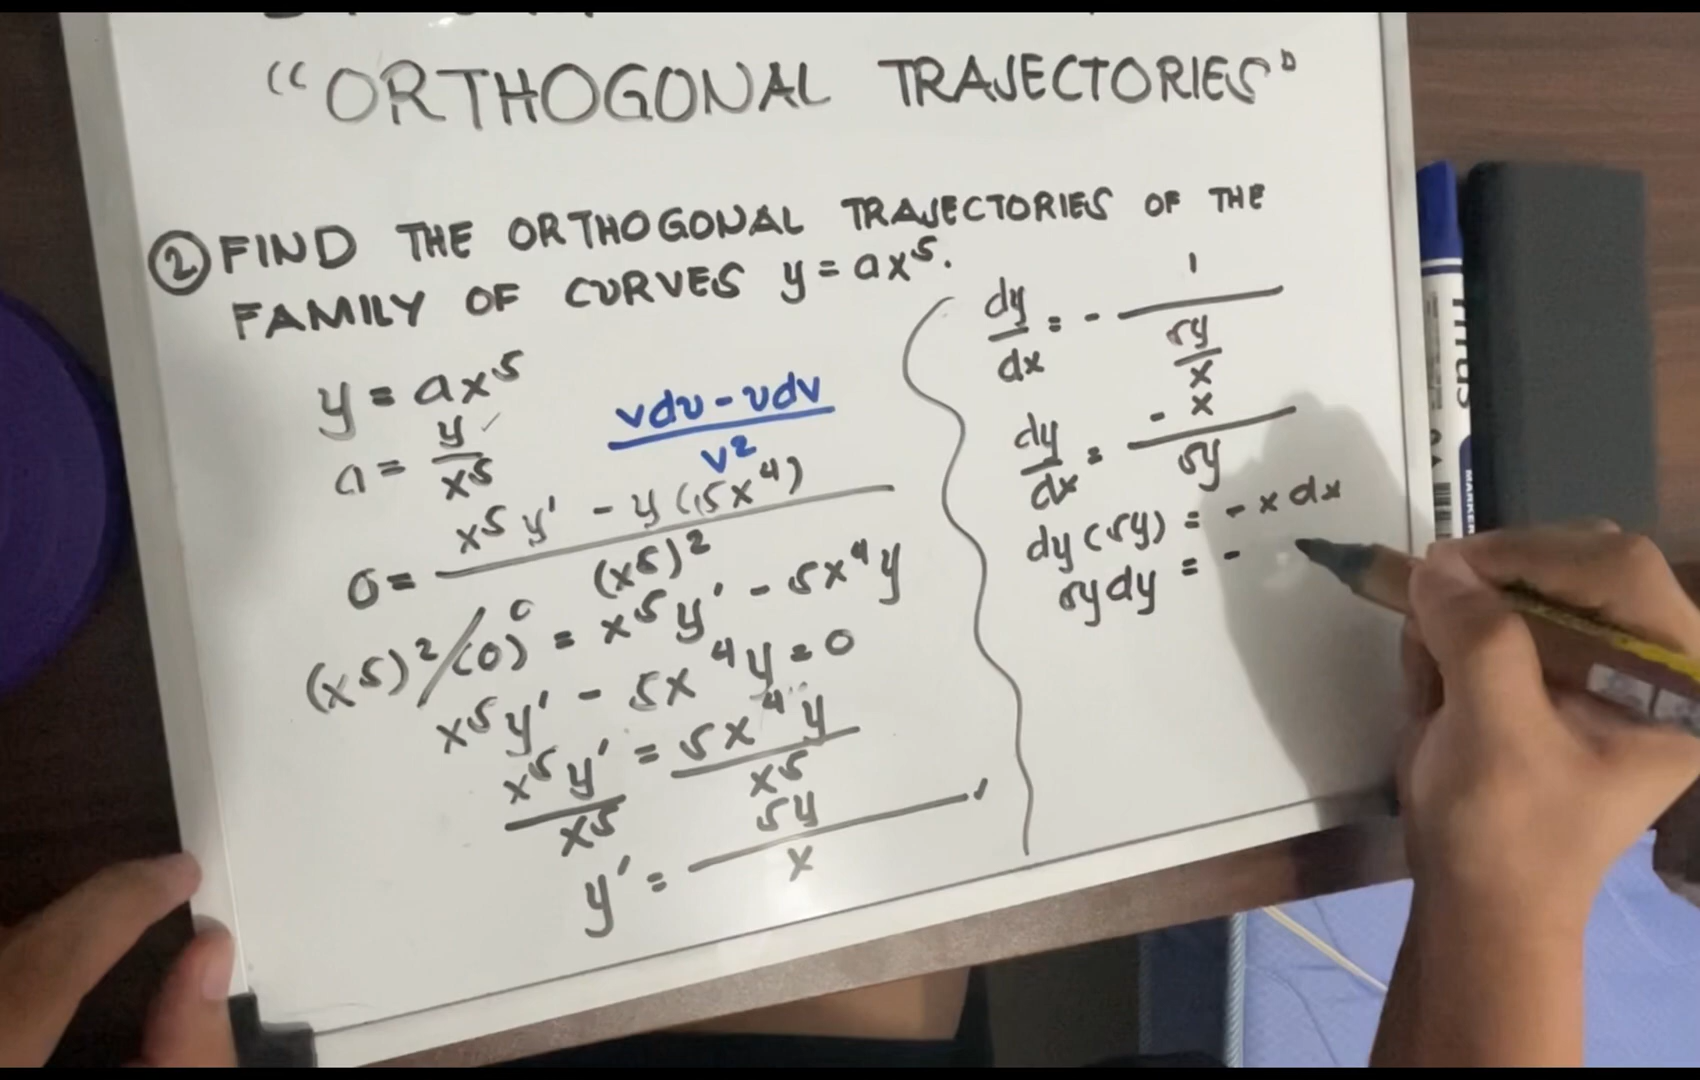 “ORTHOGONAL TRAJECTORIES”
② FIND THE ORTHOGONAL TRAJECTORIES OF THE
FAMILY OF CURVES y = ax⁵.
y = ax⁵
a = y/x⁵ ✓
vdu - udv / v²
0 = x⁵y' - y(5x⁴) / (x⁵)²
(x⁵)²(0) 0 = x⁵y' - 5x⁴y
x⁵y' - 5x⁴y = 0
x⁵y'/x⁵ = 5x⁴y/x⁵
y' = 5y/x
dy/dx = - 1/(5y/x)
dy/dx = -x/5y
dy(5y) = -x dx
5y dy = -
MARKER